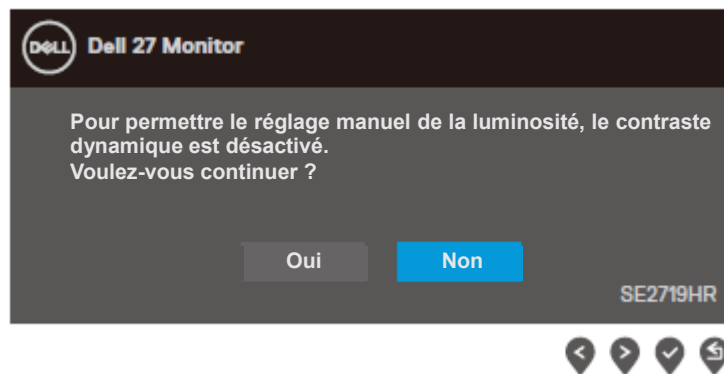 DELL Dell 27 Monitor
Pour permettre le réglage manuel de la luminosité, le contraste
dynamique est désactivé.
Voulez-vous continuer ?
Oui Non
SE2719HR